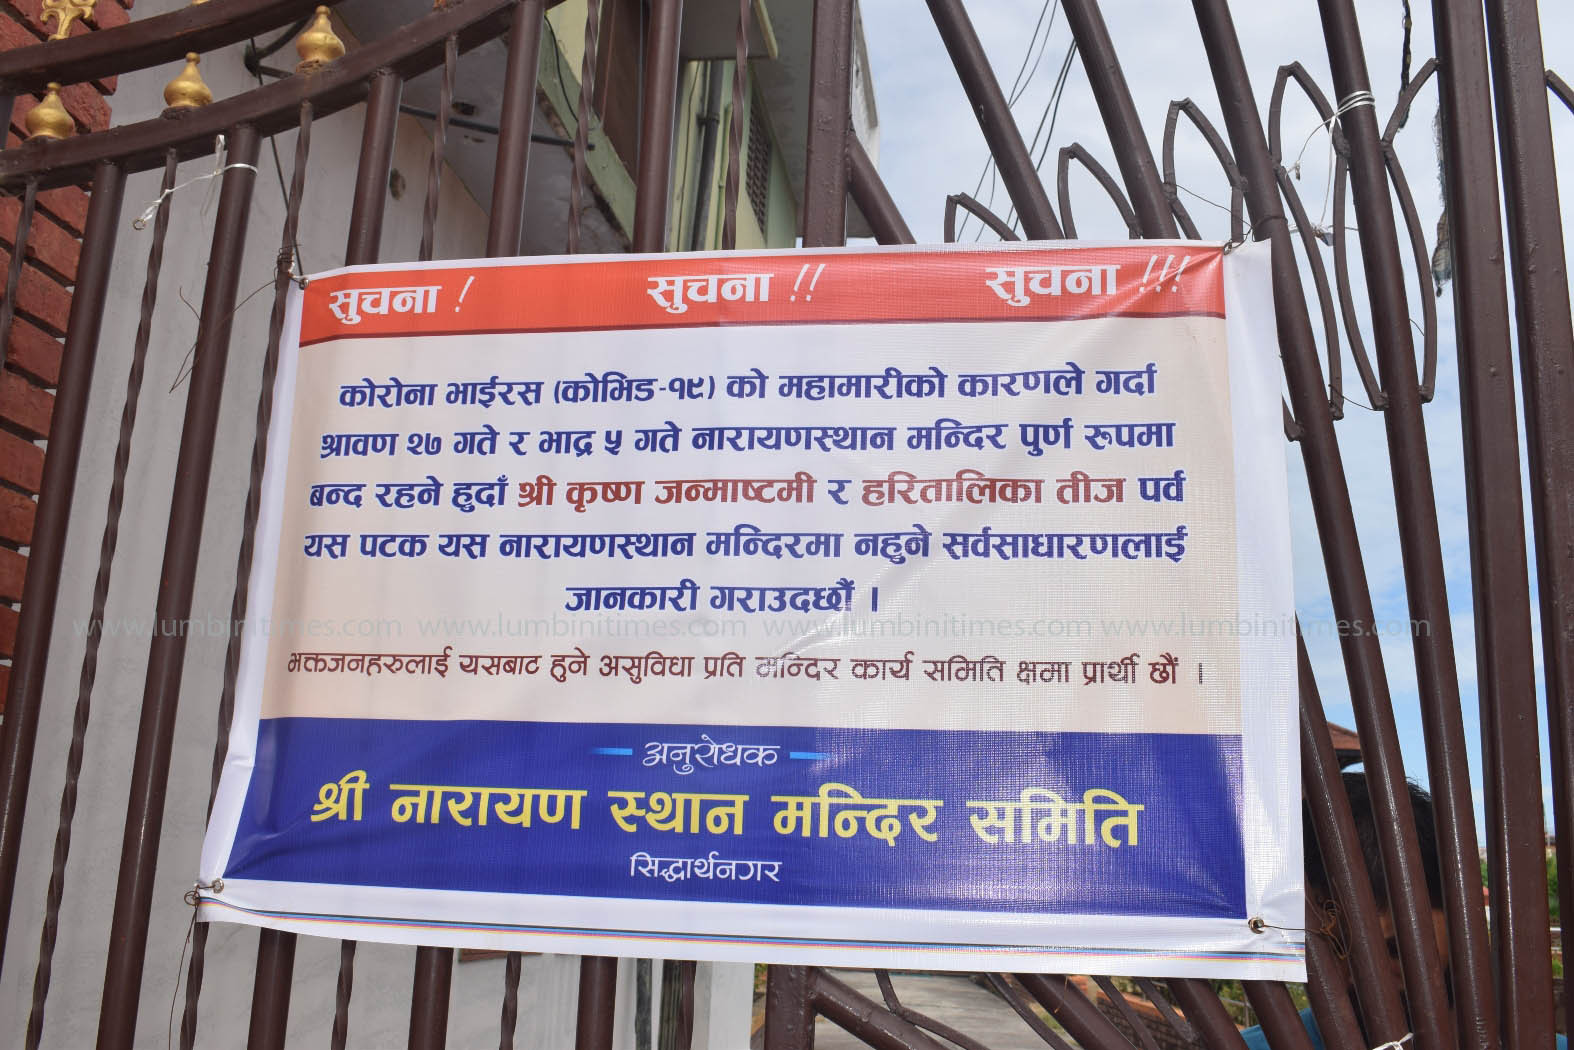 सुचना ! सुचना !! सुचना !!!
कोरोना भाईरस (कोभिड-१९) को महामारीको कारणले गर्दा
श्रावण २७ गते र भाद्र ५ गते नारायणस्थान मन्दिर पुर्ण रूपमा
बन्द रहने हुदाँ श्री कृष्ण जन्माष्टमी र हरितालिका तीज पर्व
यस पटक यस नारायणस्थान मन्दिरमा नहुने सर्वसाधारणलाई
जानकारी गराउदछौं ।
www.lumbinitimes.com www.lumbinitimes.com www.lumbinitimes.com www.lumbinitimes.com
भक्तजनहरुलाई यसबाट हुने असुविधा प्रति मन्दिर कार्य समिति क्षमा प्रार्थी छौं ।
अनुरोधक
श्री नारायण स्थान मन्दिर समिति
सिद्धार्थनगर